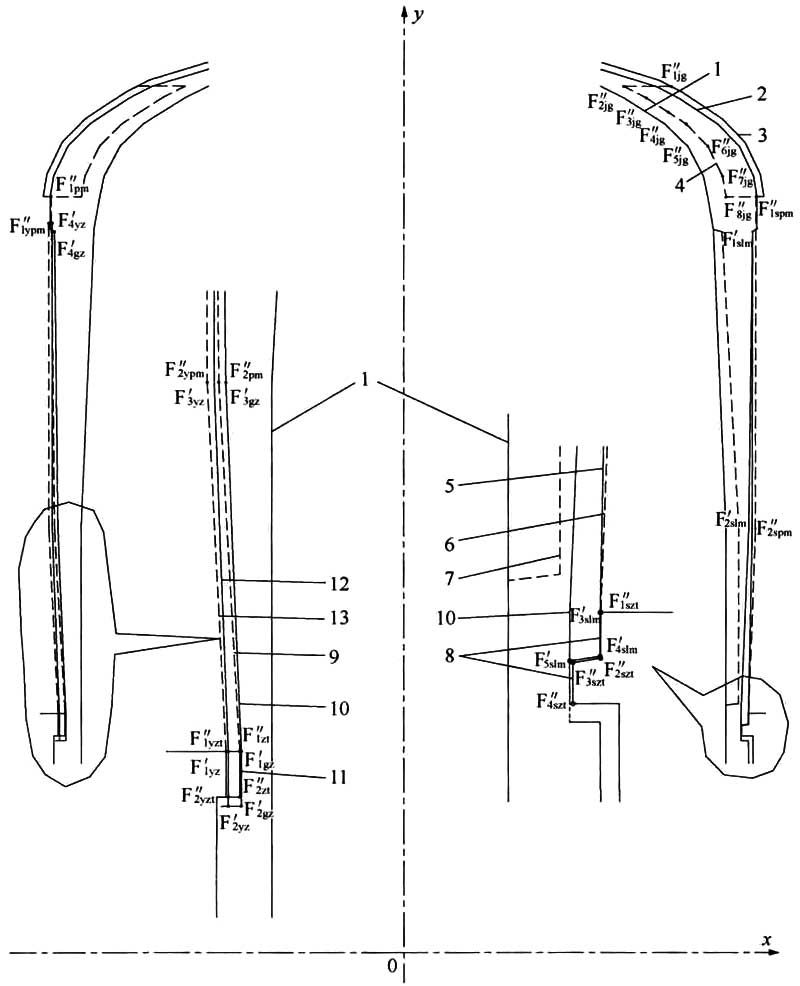 y
F″1jg
1
2
F″2jg
F″3jg
3
F″4jg
F″6jg
F″5jg
4
F″7jg
F″1pm
F″8jg
F″1spm
F′4yz
F″1ypm
F′1slm
F′4gz
F″2ypm
F″2pm
1
F′3yz
F′3gz
5
F′2slm
F″2spm
6
7
12
F″1szt
13
10
F′3slm
F′4slm
9
8
F′5slm
F″2szt
F″3szt
10
F″4szt
F″1yzt
F″1zt
F′1yz
F′1gz
11
F″2yzt
F″2zt
F′2yz
F′2gz
x
0